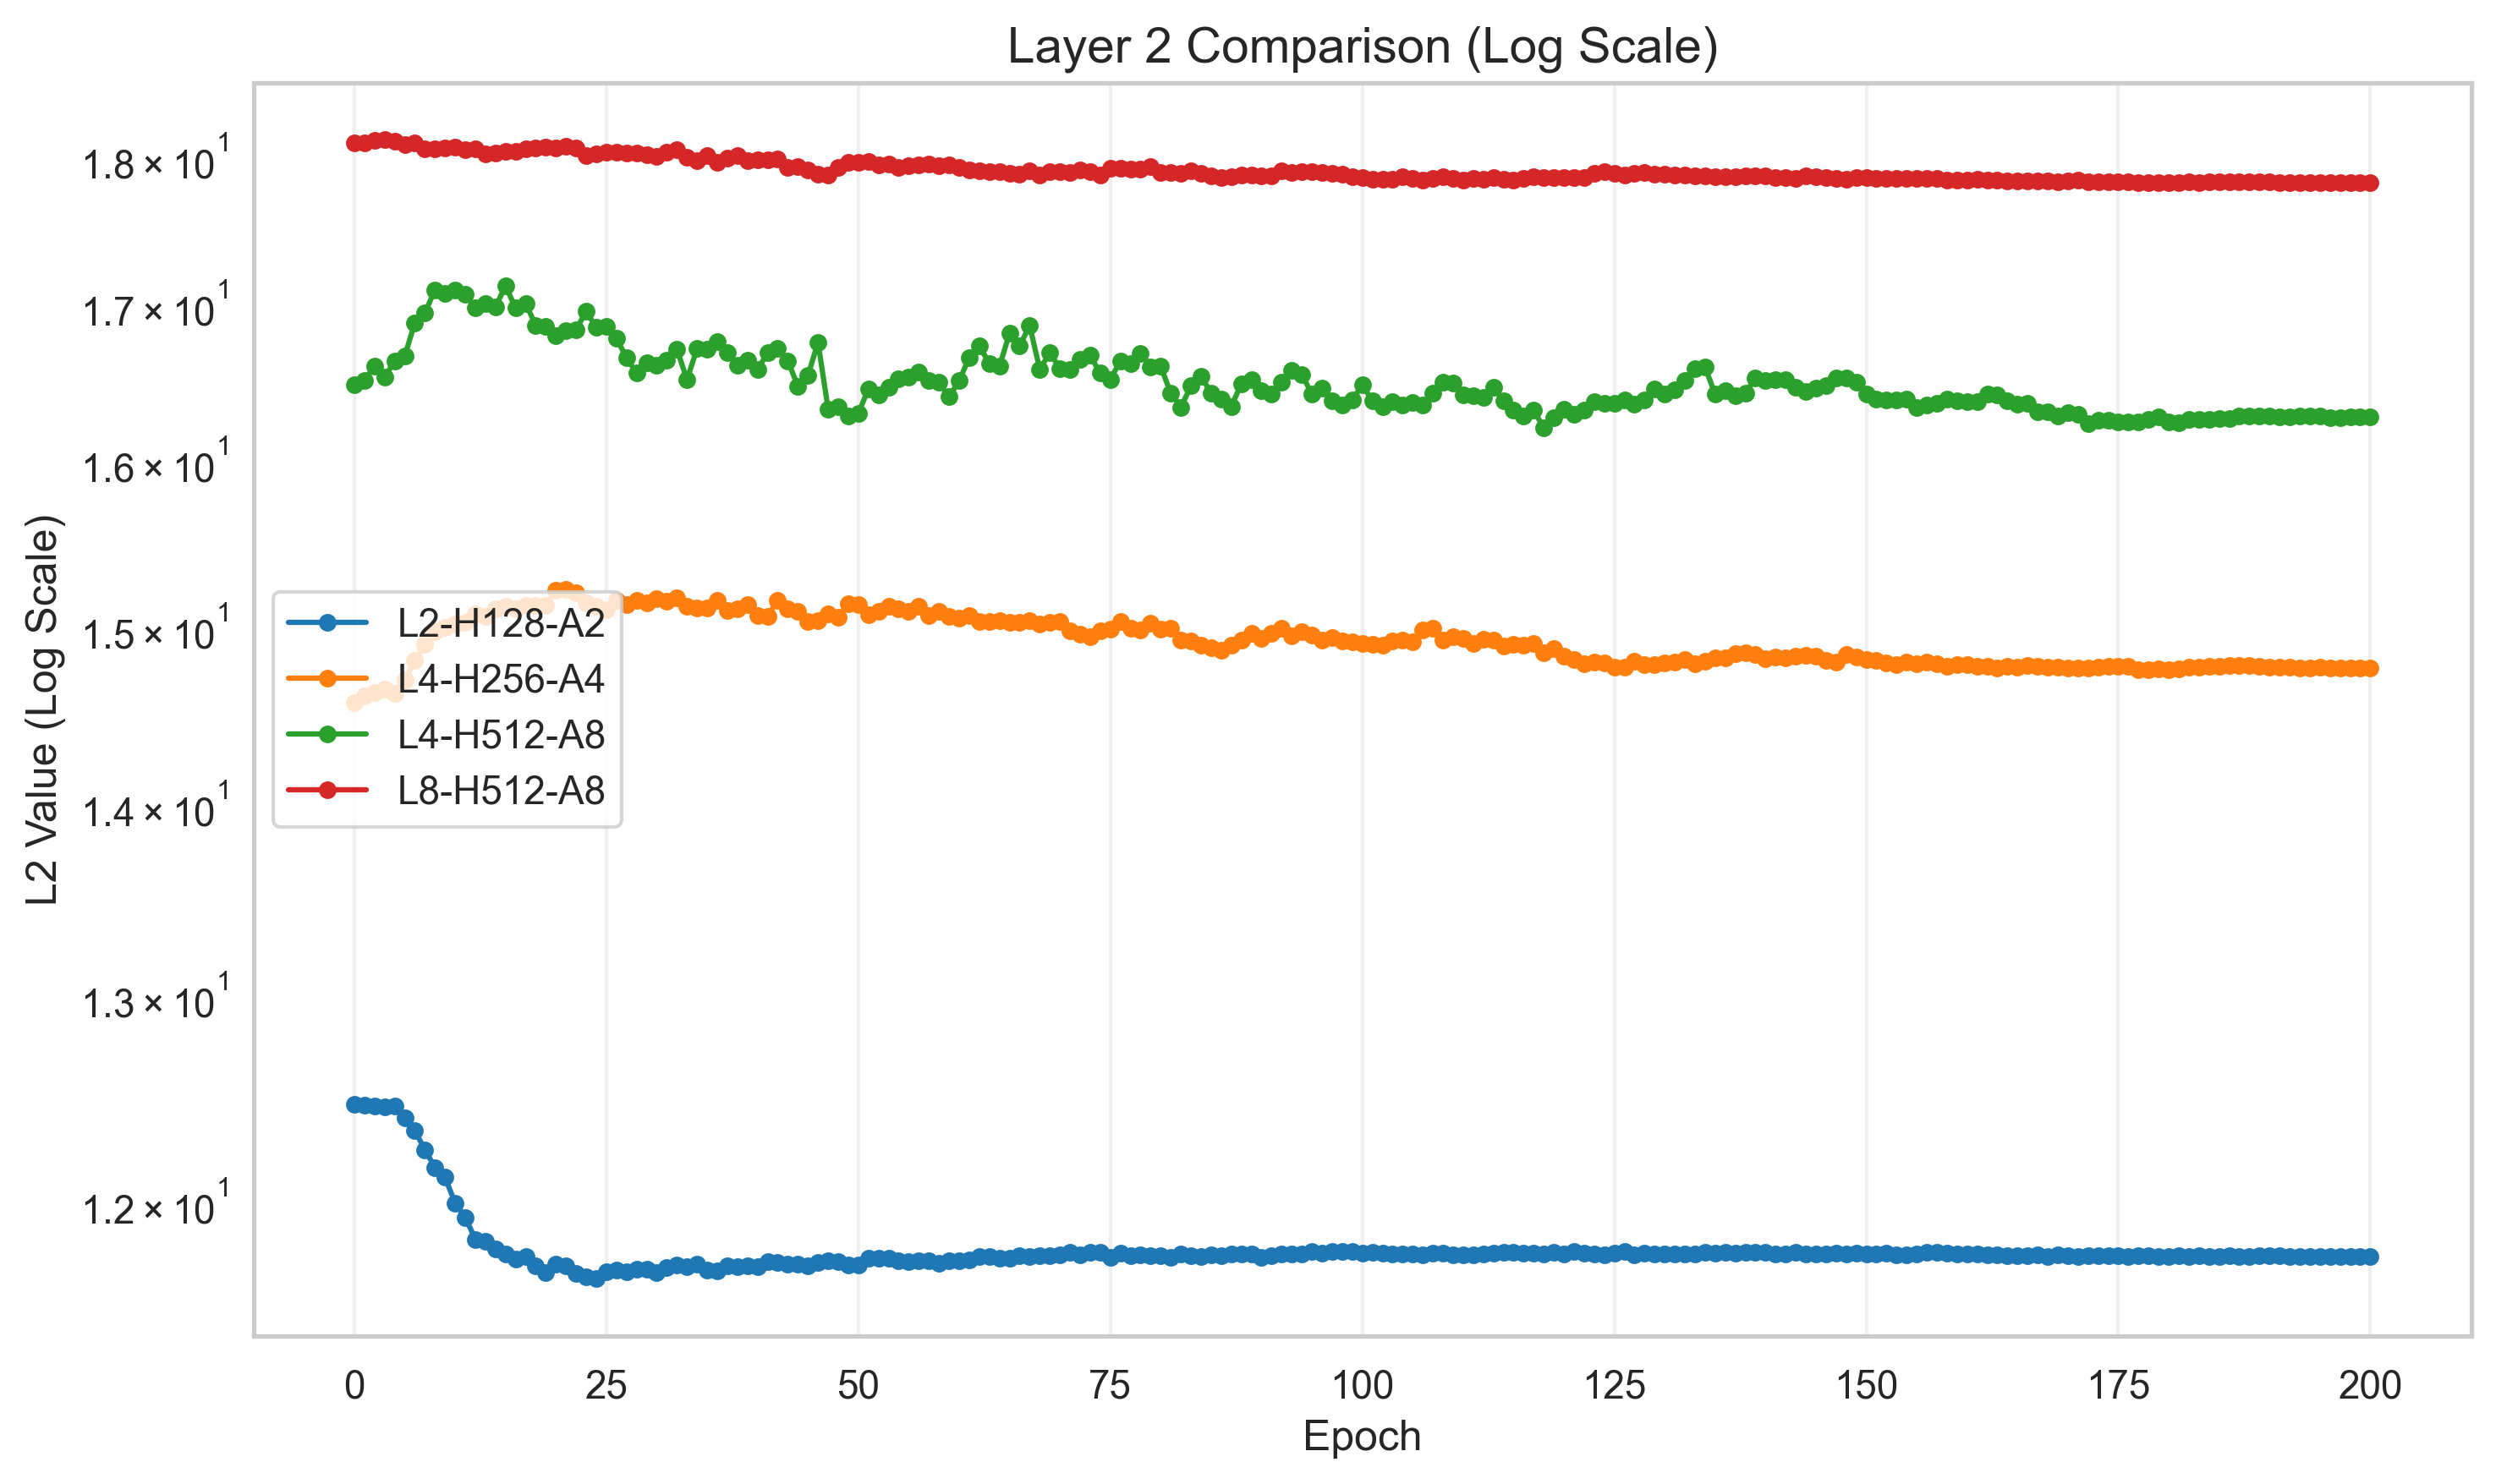 Layer 2 Comparison (Log Scale)
L2 Value (Log Scale)
1.8 × 10¹
1.7 × 10¹
1.6 × 10¹
1.5 × 10¹
1.4 × 10¹
1.3 × 10¹
1.2 × 10¹
L2-H128-A2
L4-H256-A4
L4-H512-A8
L8-H512-A8
0 25 50 75 100 125 150 175 200
Epoch